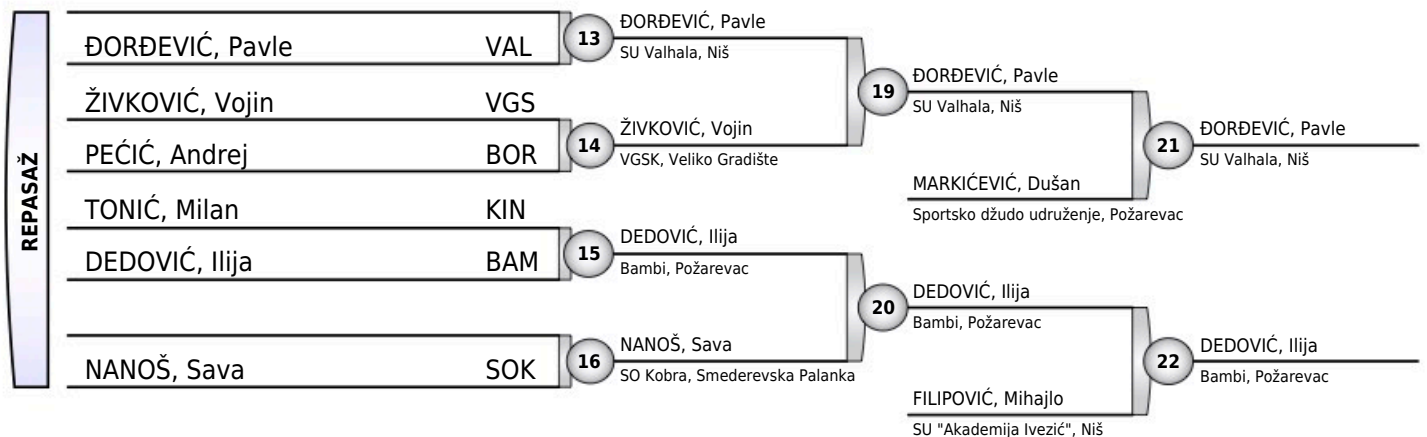 REPASAŽ
ĐORĐEVIĆ, Pavle VAL
ŽIVKOVIĆ, Vojin VGS
PEĆIĆ, Andrej BOR
TONIĆ, Milan KIN
DEDOVIĆ, Ilija BAM
NANOŠ, Sava SOK
13
ĐORĐEVIĆ, Pavle
SU Valhala, Niš
14
ŽIVKOVIĆ, Vojin
VGSK, Veliko Gradište
15
DEDOVIĆ, Ilija
Bambi, Požarevac
16
NANOŠ, Sava
SO Kobra, Smederevska Palanka
19
ĐORĐEVIĆ, Pavle
SU Valhala, Niš
MARKIĆEVIĆ, Dušan
Sportsko džudo udruženje, Požarevac
20
DEDOVIĆ, Ilija
Bambi, Požarevac
FILIPOVIĆ, Mihajlo
SU "Akademija Ivezić", Niš
21
ĐORĐEVIĆ, Pavle
SU Valhala, Niš
22
DEDOVIĆ, Ilija
Bambi, Požarevac